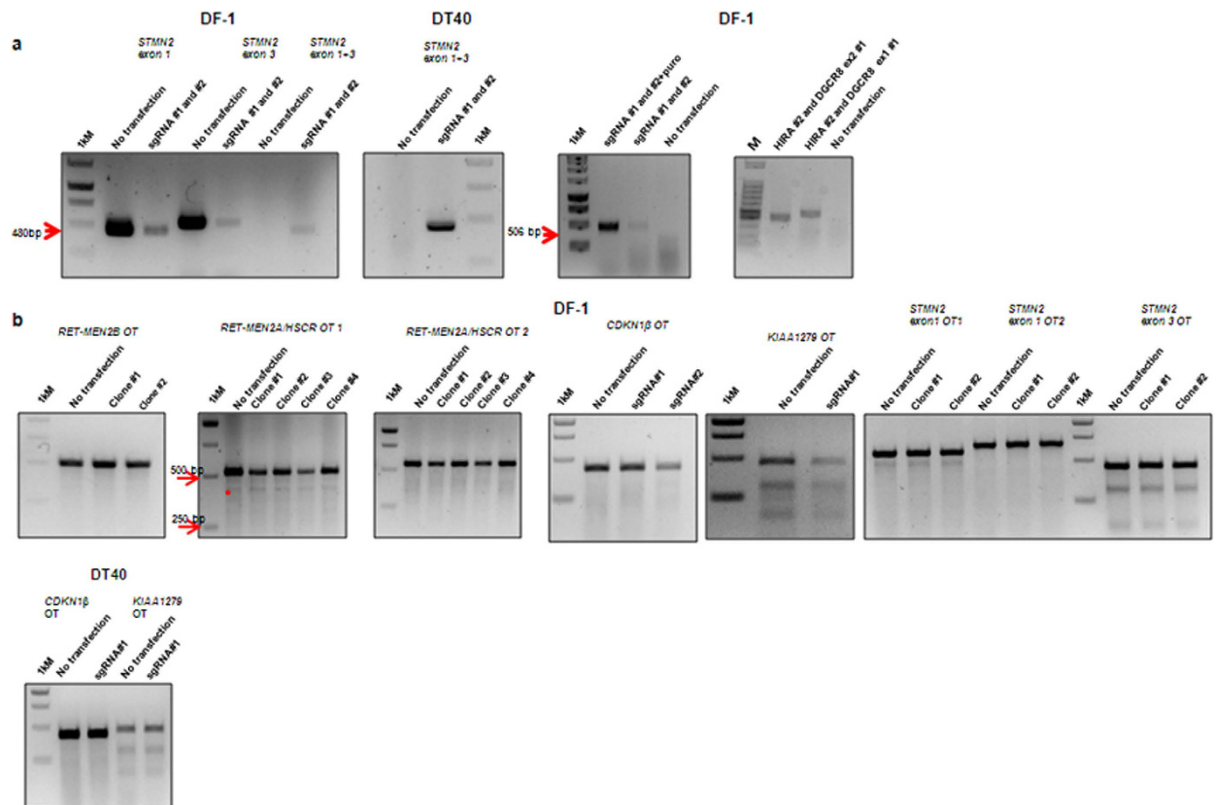 DF-1
DT40
DF-1
a
STMN2
exon 1
STMN2
exon 3
STMN2
exon 1+3
STMN2
exon 1+3
1kM
No transfection
sgRNA #1 and #2
No transfection
sgRNA #1 and #2
No transfection
sgRNA #1 and #2
No transfection
sgRNA #1 and #2
1kM
1kM
sgRNA #1 and #2+puro
sgRNA #1 and #2
No transfection
M
HIRA #2 and DGCR8 ex2 #1
HIRA #2 and DGCR8 ex1 #1
No transfection
480bp
506 bp
b
DF-1
RET-MEN2B OT
RET-MEN2A/HSCR OT 1
RET-MEN2A/HSCR OT 2
CDKN1β OT
KIAA1279 OT
STMN2
exon1 OT1
STMN2
exon 1 OT2
STMN2
exon 3 OT
1kM
No transfection
Clone #1
Clone #2
1kM
No transfection
Clone #1
Clone #2
Clone #3
Clone #4
1kM
No transfection
Clone #1
Clone #2
Clone #3
Clone #4
1kM
No transfection
sgRNA#1
sgRNA#2
1kM
No transfection
sgRNA#1
No transfection
Clone #1
Clone #2
No transfection
Clone #1
Clone #2
1kM
No transfection
Clone #1
Clone #2
500 bp
250 bp
DT40
CDKN1β
OT
KIAA1279
OT
1kM
No transfection
sgRNA#1
No transfection
sgRNA#1